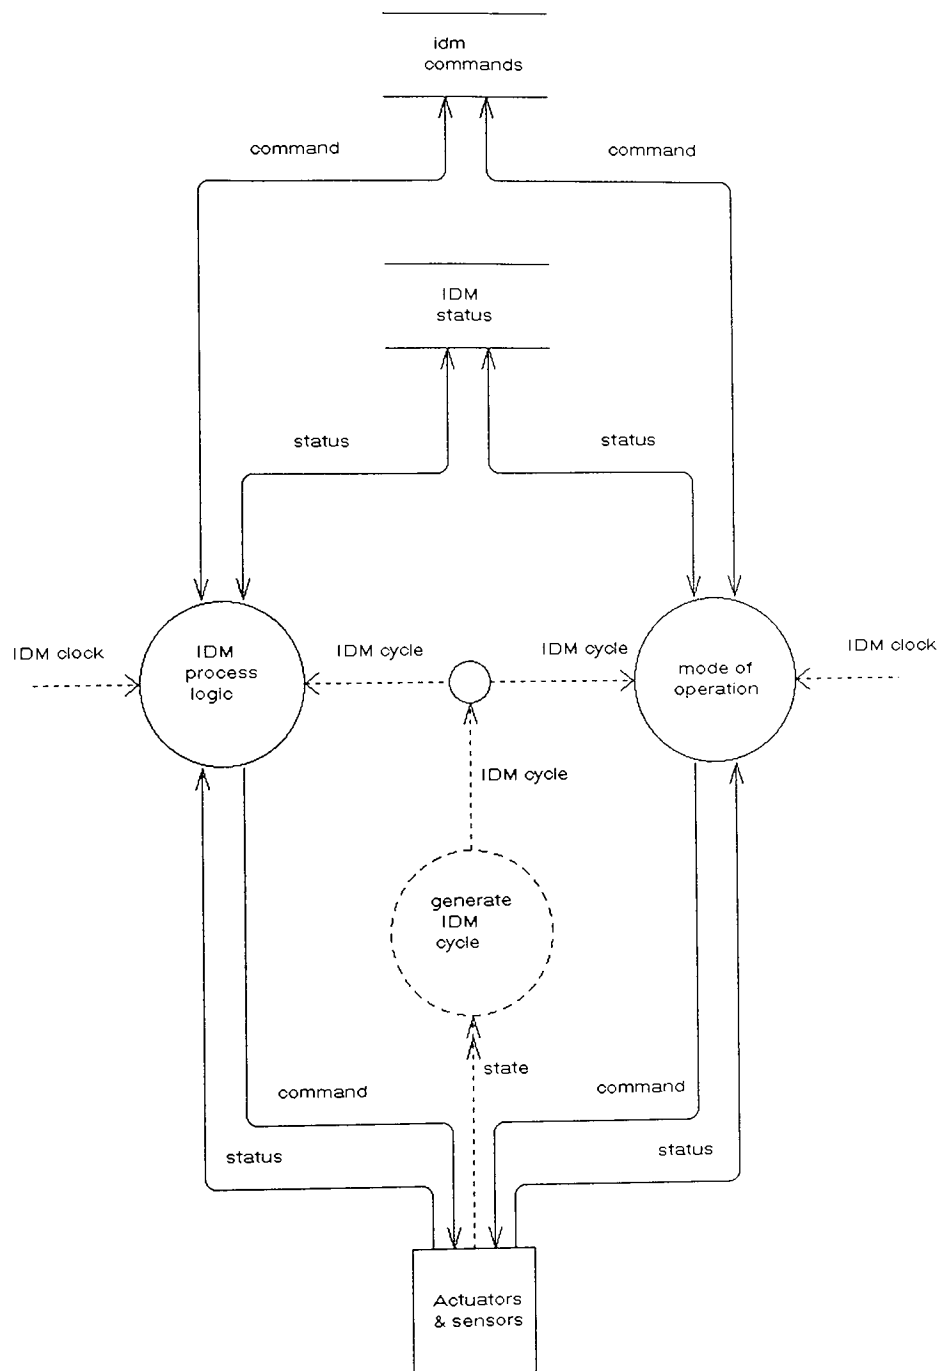 idm
commands
command
command
IDM
status
status
status
IDM clock
IDM
process
logic
IDM cycle
IDM cycle
mode of
operation
IDM clock
IDM cycle
generate
IDM
cycle
state
command
command
status
status
Actuators
& sensors